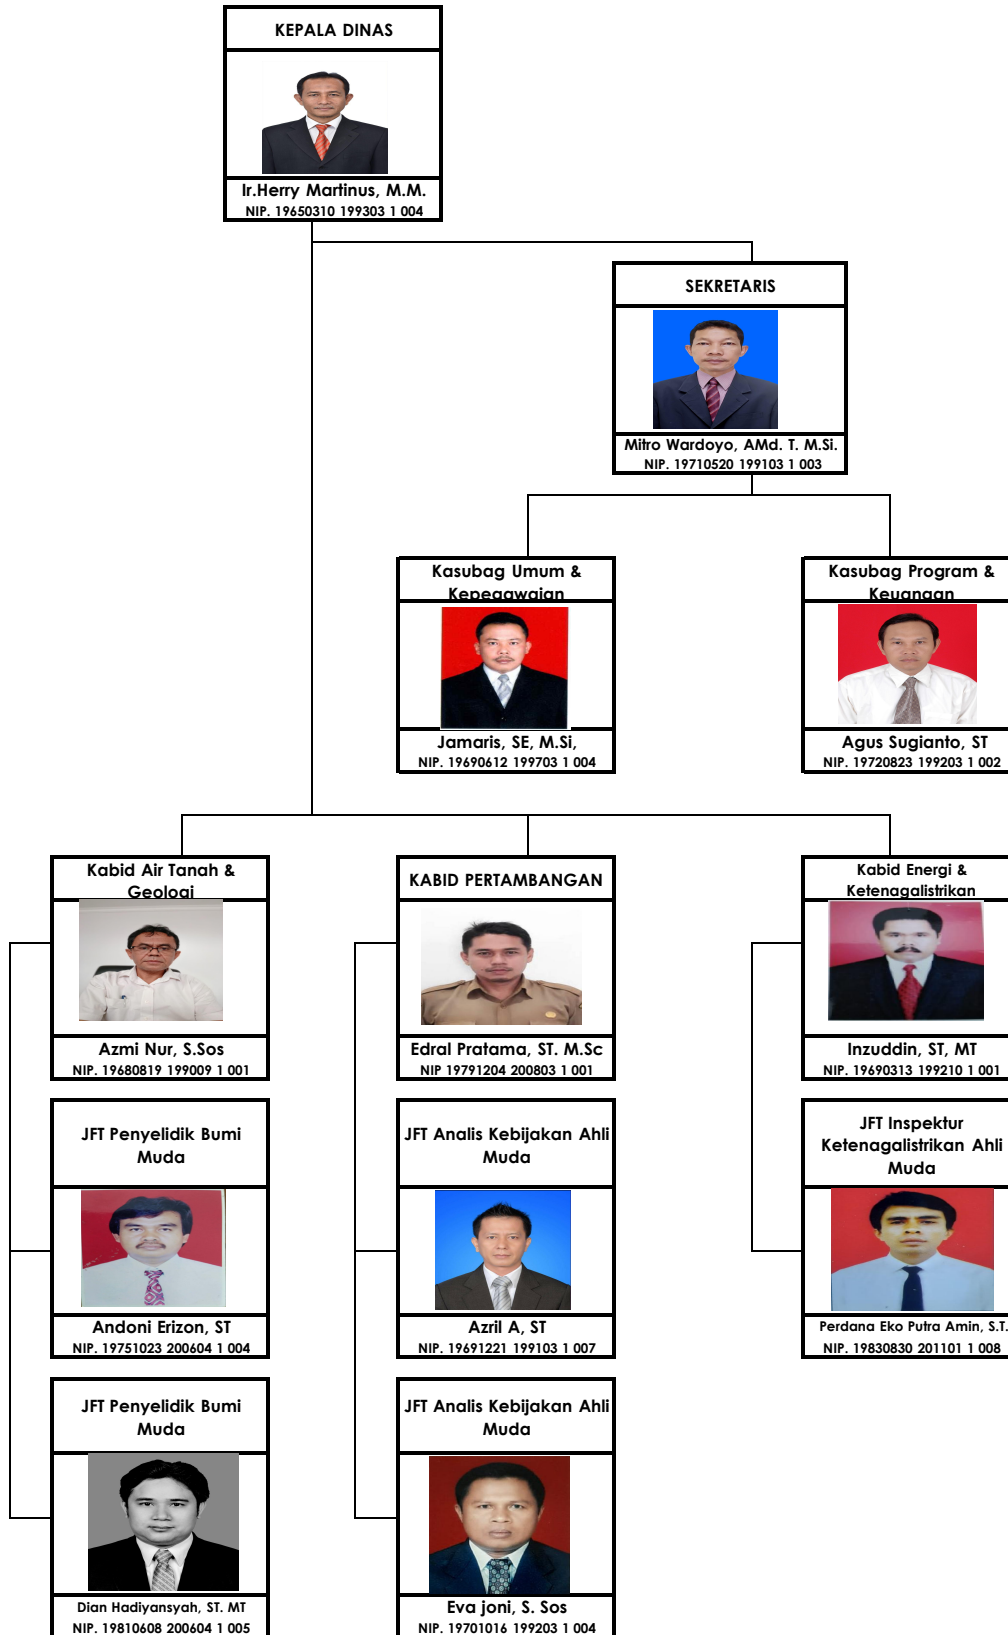 KEPALA DINAS
Ir.Herry Martinus, M.M.
NIP. 19650310 199303 1 004
SEKRETARIS
Mitro Wardoyo, AMd. T. M.Si.
NIP. 19710520 199103 1 003
Kasubag Umum &
Kepegawaian
Jamaris, SE, M.Si,
NIP. 19690612 199703 1 004
Kasubag Program &
Keuangan
Agus Sugianto, ST
NIP. 19720823 199203 1 002
Kabid Air Tanah &
Geologi
Azmi Nur, S.Sos
NIP. 19680819 199009 1 001
KABID PERTAMBANGAN
Edral Pratama, ST. M.Sc
NIP 19791204 200803 1 001
Kabid Energi &
Ketenagalistrikan
Inzuddin, ST, MT
NIP. 19690313 199210 1 001
JFT Penyelidik Bumi
Muda
Andoni Erizon, ST
NIP. 19751023 200604 1 004
JFT Analis Kebijakan Ahli
Muda
Azril A, ST
NIP. 19691221 199103 1 007
JFT Inspektur
Ketenagalistrikan Ahli
Muda
Perdana Eko Putra Amin, S.T.
NIP. 19830830 201101 1 008
JFT Penyelidik Bumi
Muda
Dian Hadiyansyah, ST. MT
NIP. 19810608 200604 1 005
JFT Analis Kebijakan Ahli
Muda
Eva joni, S. Sos
NIP. 19701016 199203 1 004